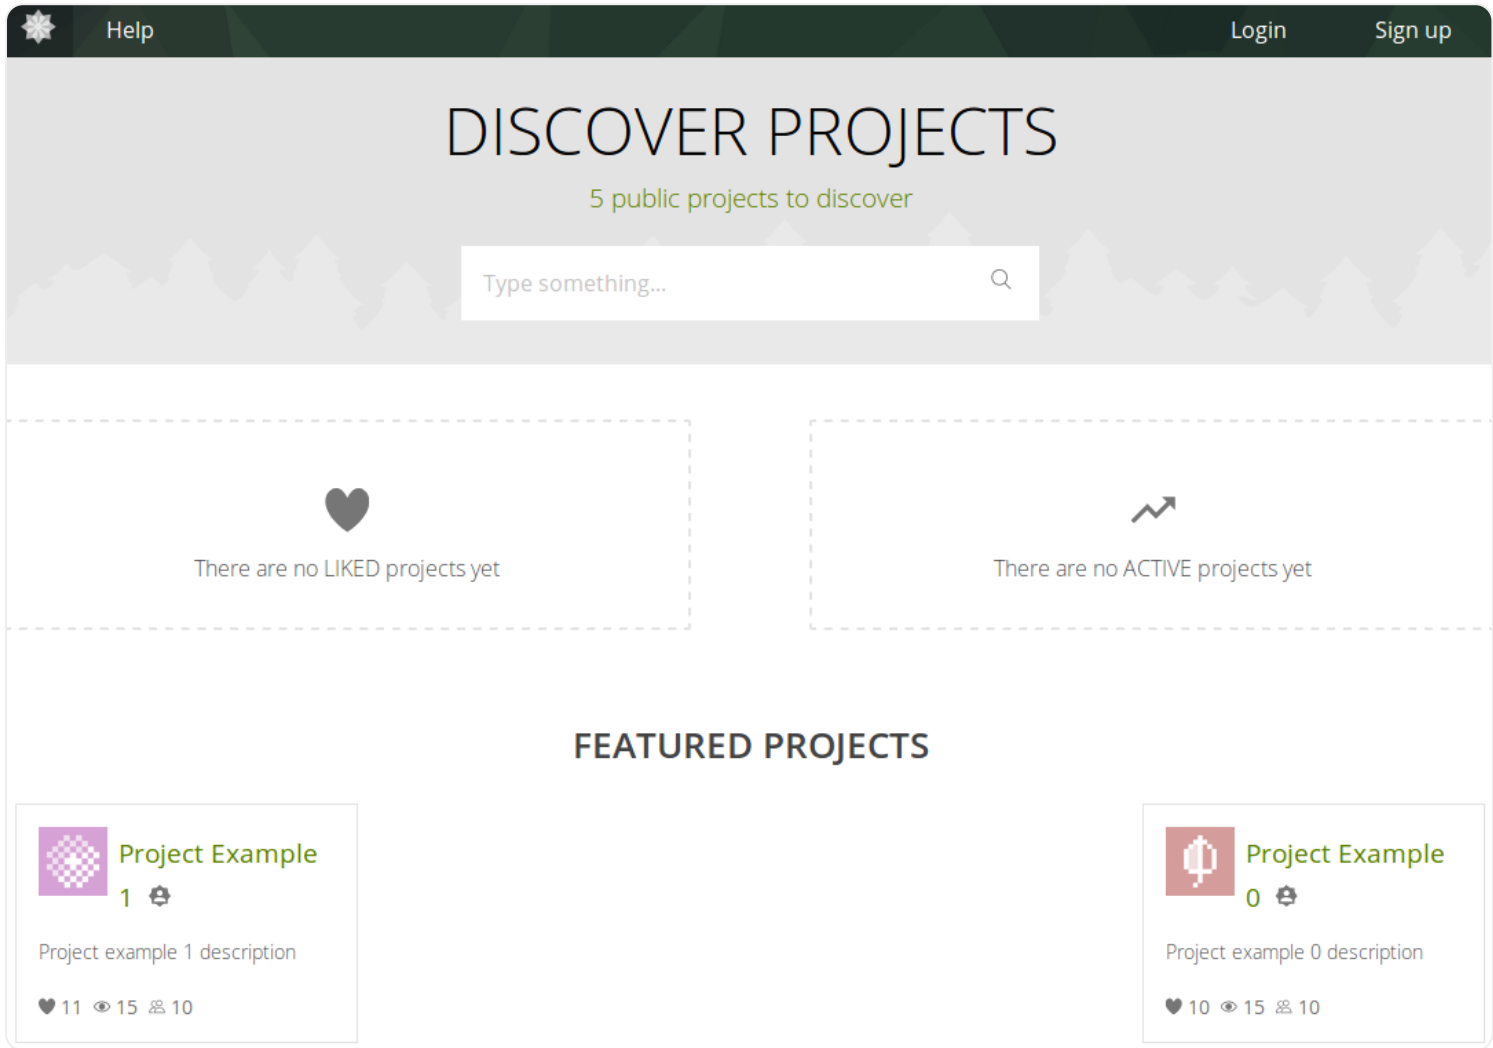 Help
Login
Sign up
DISCOVER PROJECTS
5 public projects to discover
Type something...
There are no LIKED projects yet
There are no ACTIVE projects yet
FEATURED PROJECTS
Project Example
1
Project example 1 description
11 15 10
Project Example
0
Project example 0 description
10 15 10